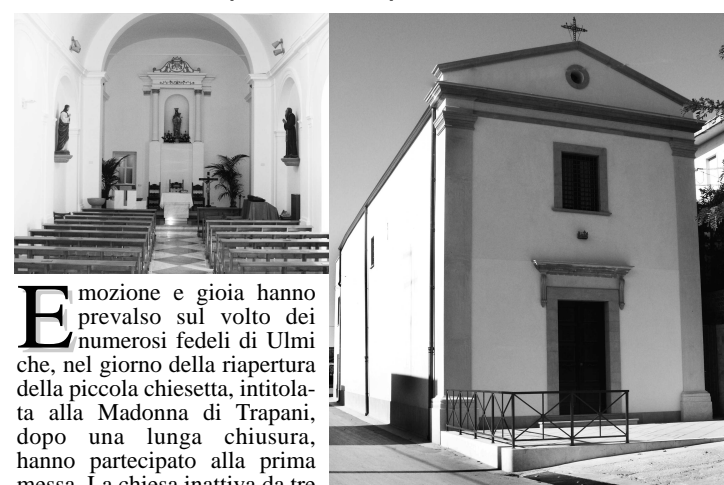 Emozione e gioia hanno
prevalso sul volto dei
numerosi fedeli di Ulmi
che, nel giorno della riapertura
della piccola chiesetta, intitola-
ta alla Madonna di Trapani,
dopo una lunga chiusura,
hanno partecipato alla prima
messa. La chiesa inattiva da tre